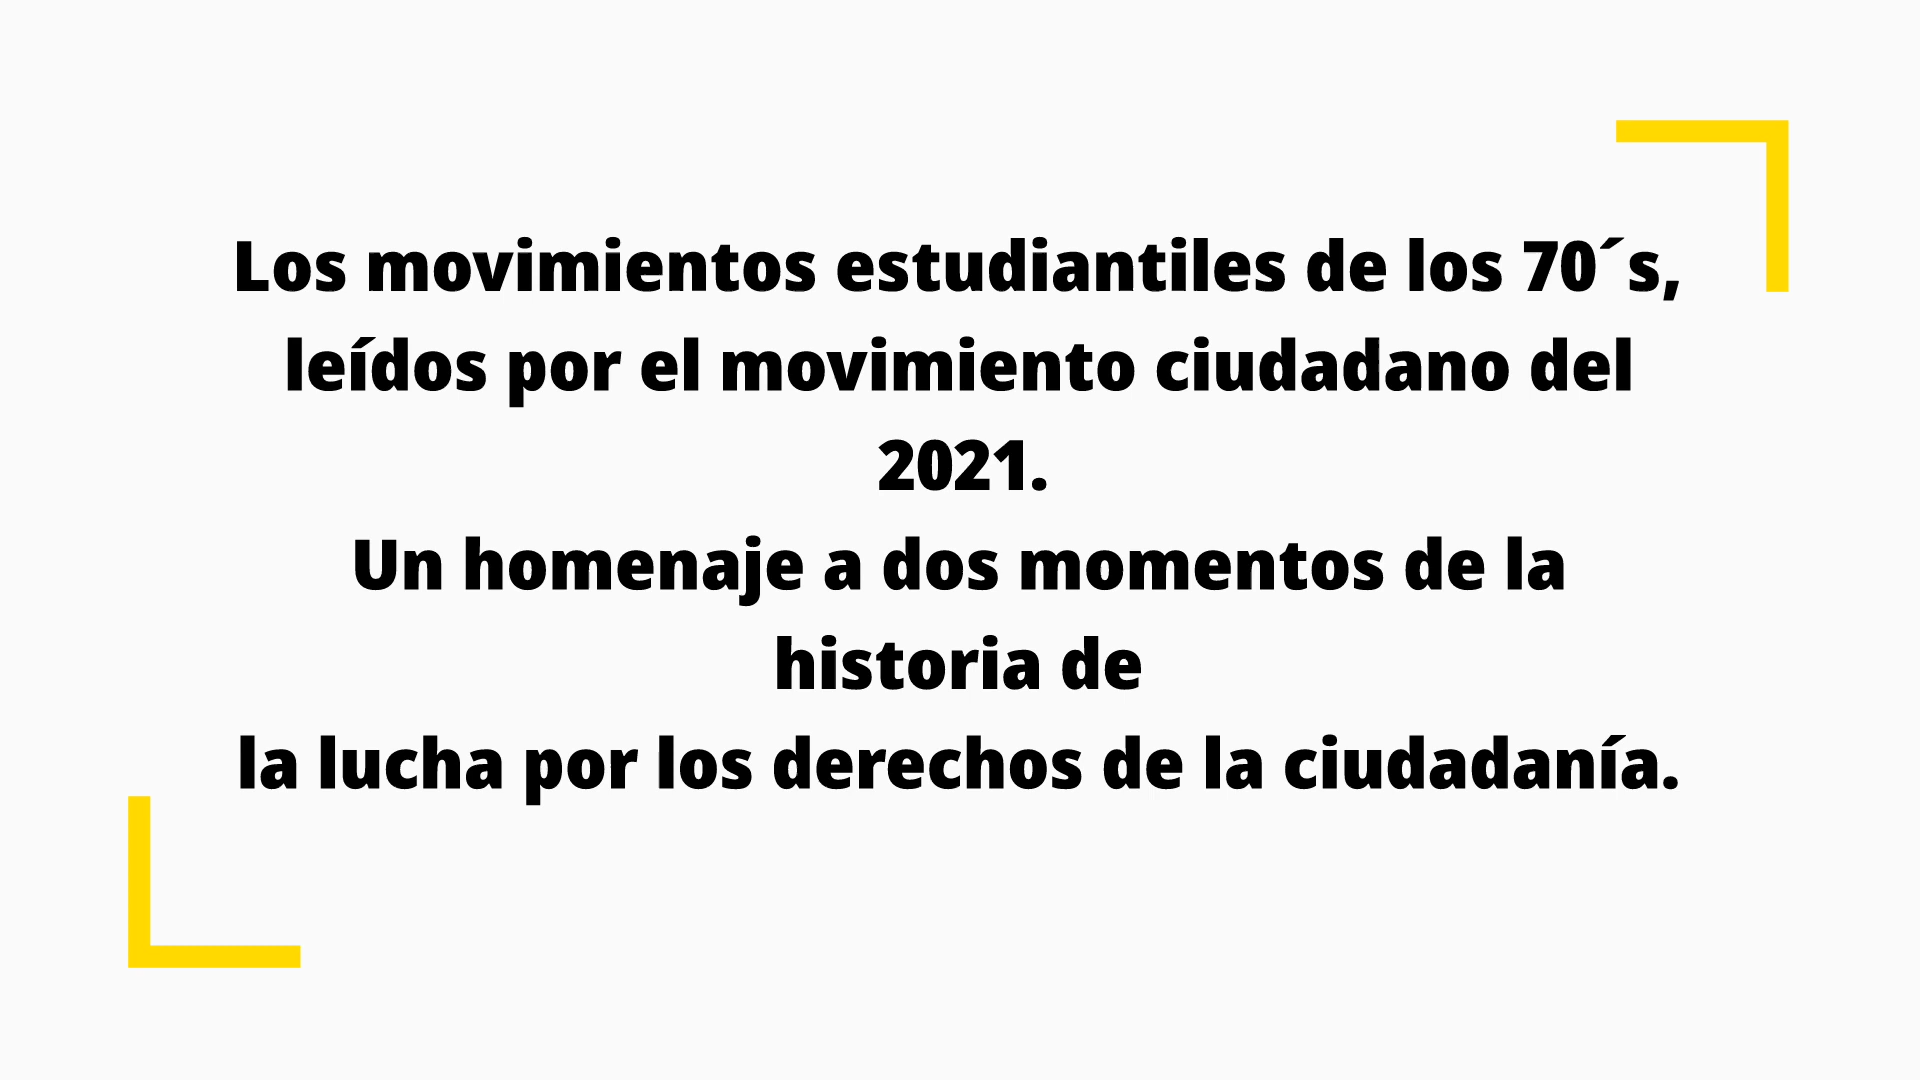 Los movimientos estudiantiles de los 70´s,
leídos por el movimiento ciudadano del
2021.
Un homenaje a dos momentos de la
historia de
la lucha por los derechos de la ciudadanía.